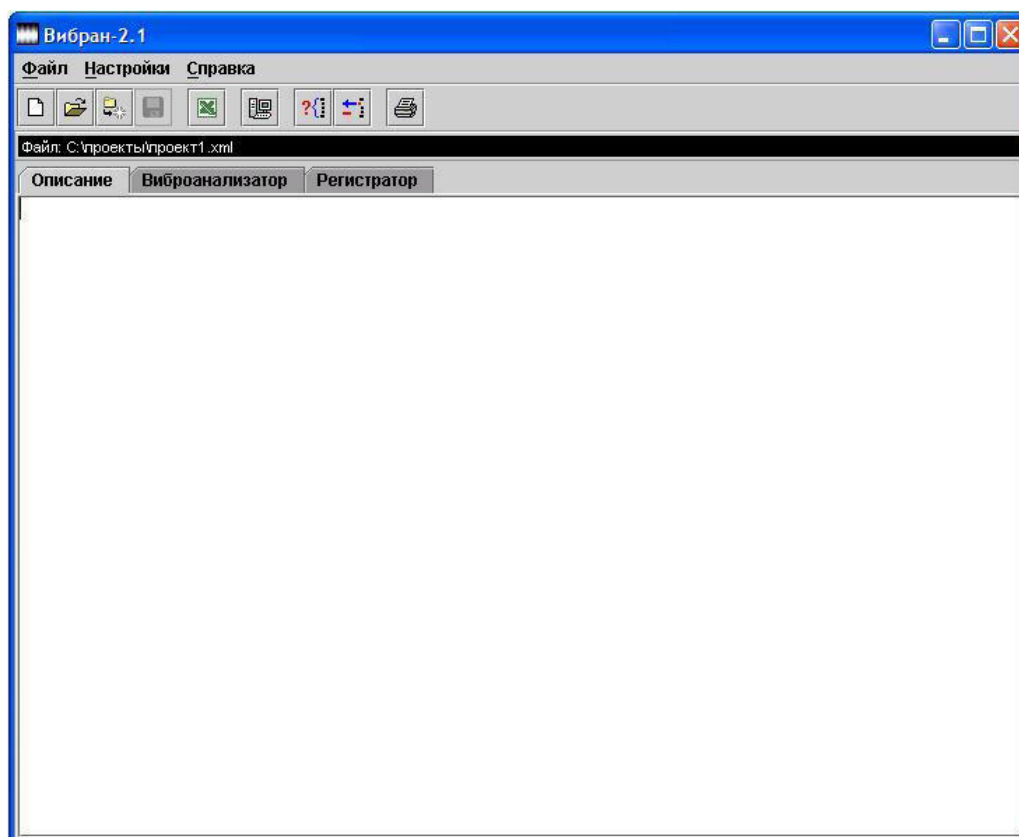 Вибран-2.1
Файл Настройки Справка
Файл: C:\проекты\проект1.xml
Описание Виброанализатор Регистратор